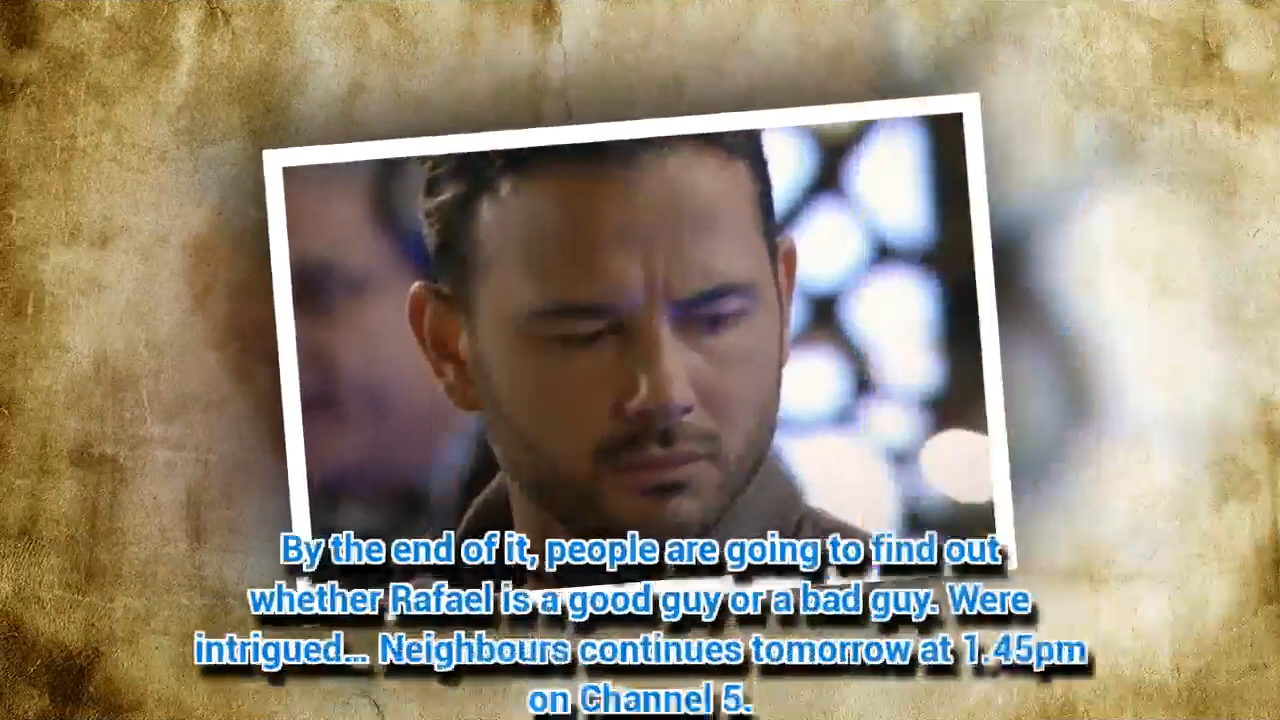 By the end of it, people are going to find out
whether Rafael is a good guy or a bad guy. Were
intrigued... Neighbours continues tomorrow at 1.45pm
on Channel 5.